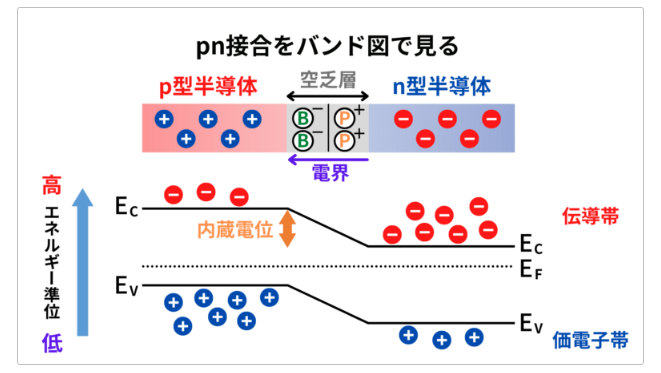 pn接合をバンド図で見る
空乏層
p型半導体
n型半導体
B− P+
B− P+
電界
高
エネルギー準位
低
EC
内蔵電位
伝導帯
EC
EF
EV
EV
価電子帯